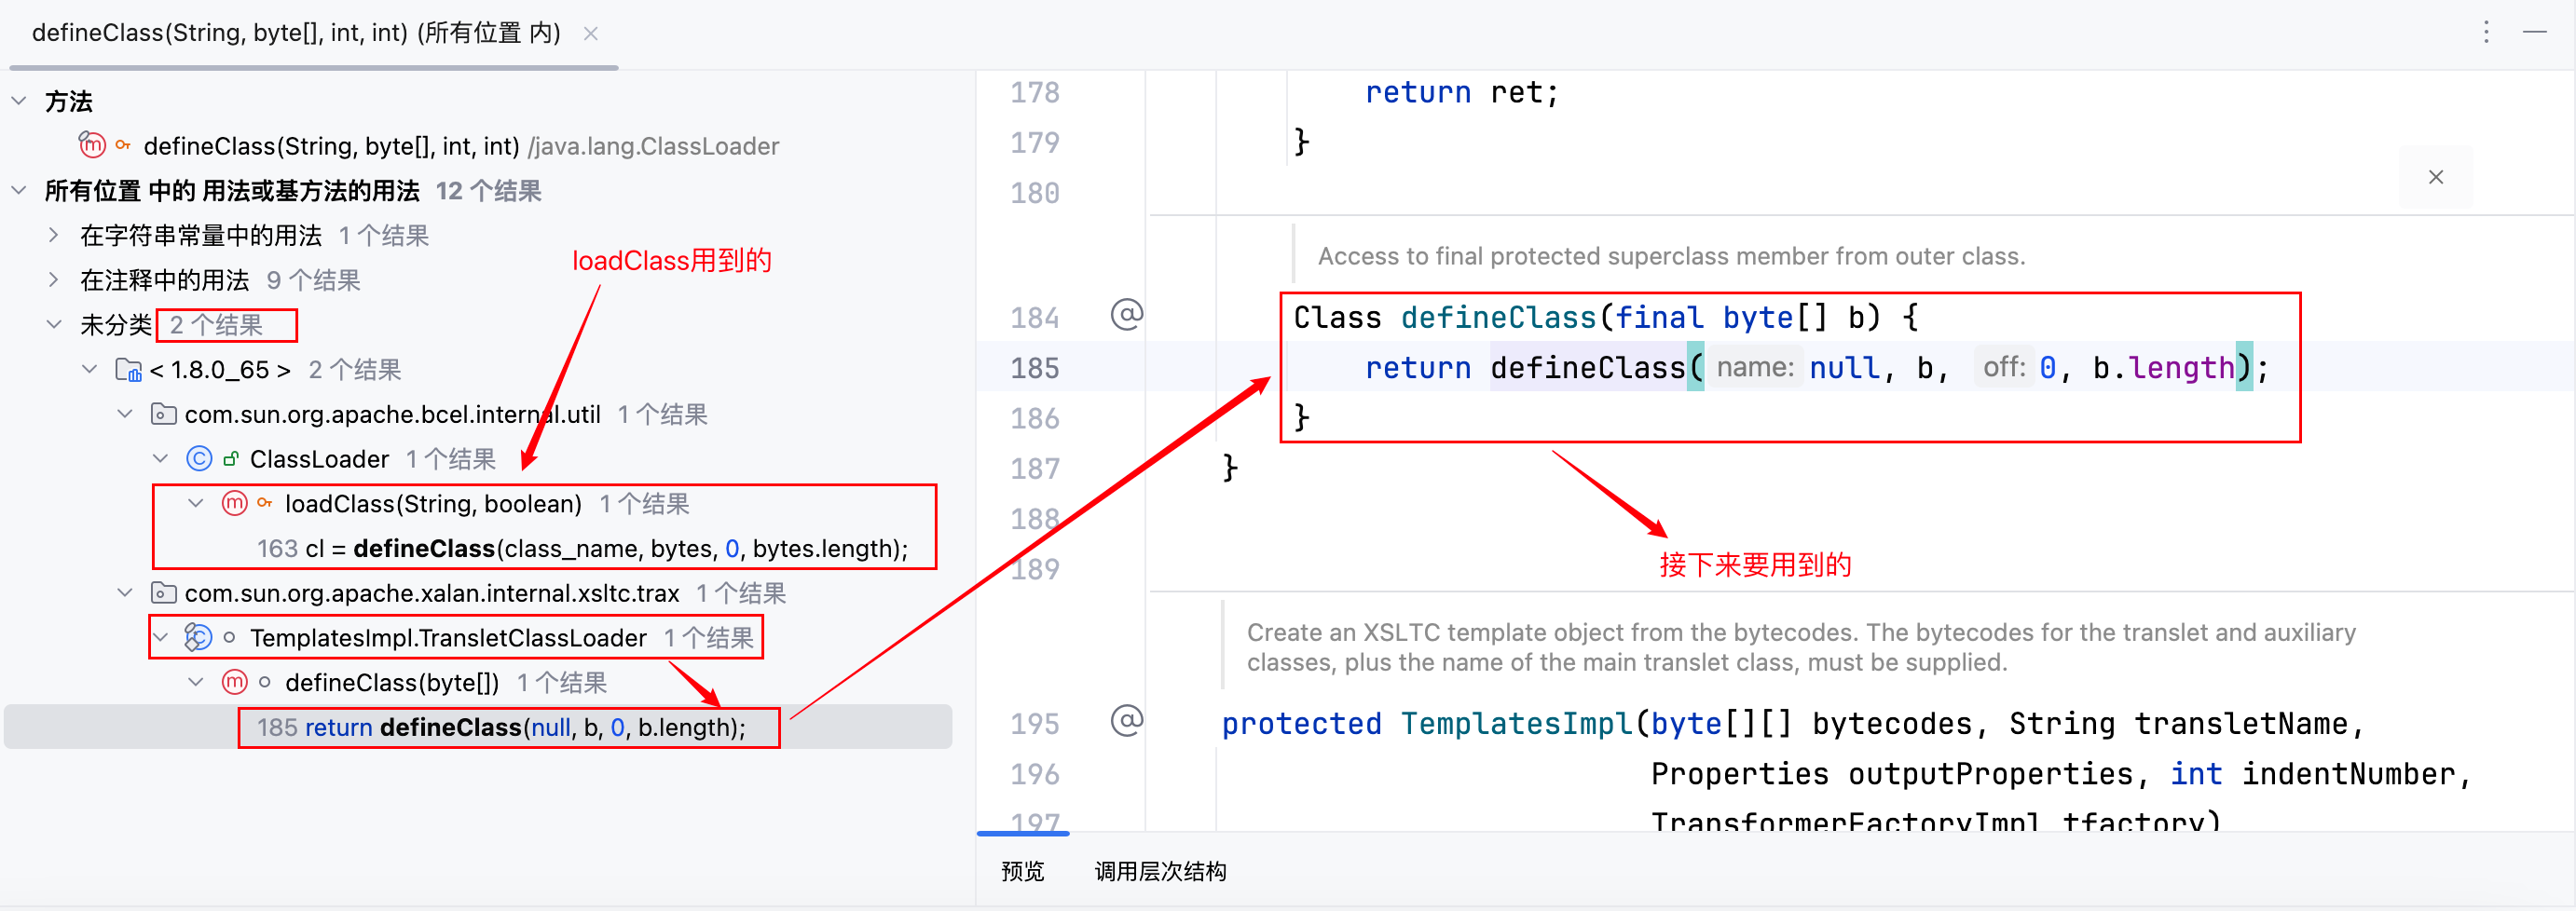 defineClass(String, byte[], int, int) (所有位置 内)
方法
defineClass(String, byte[], int, int) /java.lang.ClassLoader
所有位置 中的 用法或基方法的用法 12 个结果
在字符串常量中的用法 1 个结果
在注释中的用法 9 个结果
未分类 2 个结果
< 1.8.0_65 > 2 个结果
com.sun.org.apache.bcel.internal.util 1 个结果
ClassLoader 1 个结果
loadClass(String, boolean) 1 个结果
163 cl = defineClass(class_name, bytes, 0, bytes.length);
com.sun.org.apache.xalan.internal.xsltc.trax 1 个结果
TemplatesImpl.TransletClassLoader 1 个结果
defineClass(byte[]) 1 个结果
185 return defineClass(null, b, 0, b.length);
loadClass用到的
178 return ret;
179 }
180
Access to final protected superclass member from outer class.
184 @ Class defineClass(final byte[] b) {
185 return defineClass( name: null, b, off: 0, b.length);
186 }
187 }
188
接下来要用到的
189
Create an XSLTC template object from the bytecodes. The bytecodes for the translet and auxiliary
classes, plus the name of the main translet class, must be supplied.
195 @ protected TemplatesImpl(byte[][] bytecodes, String transletName,
196 Properties outputProperties, int indentNumber,
197 TransformerFactoryImpl tfactory)
预览 调用层次结构